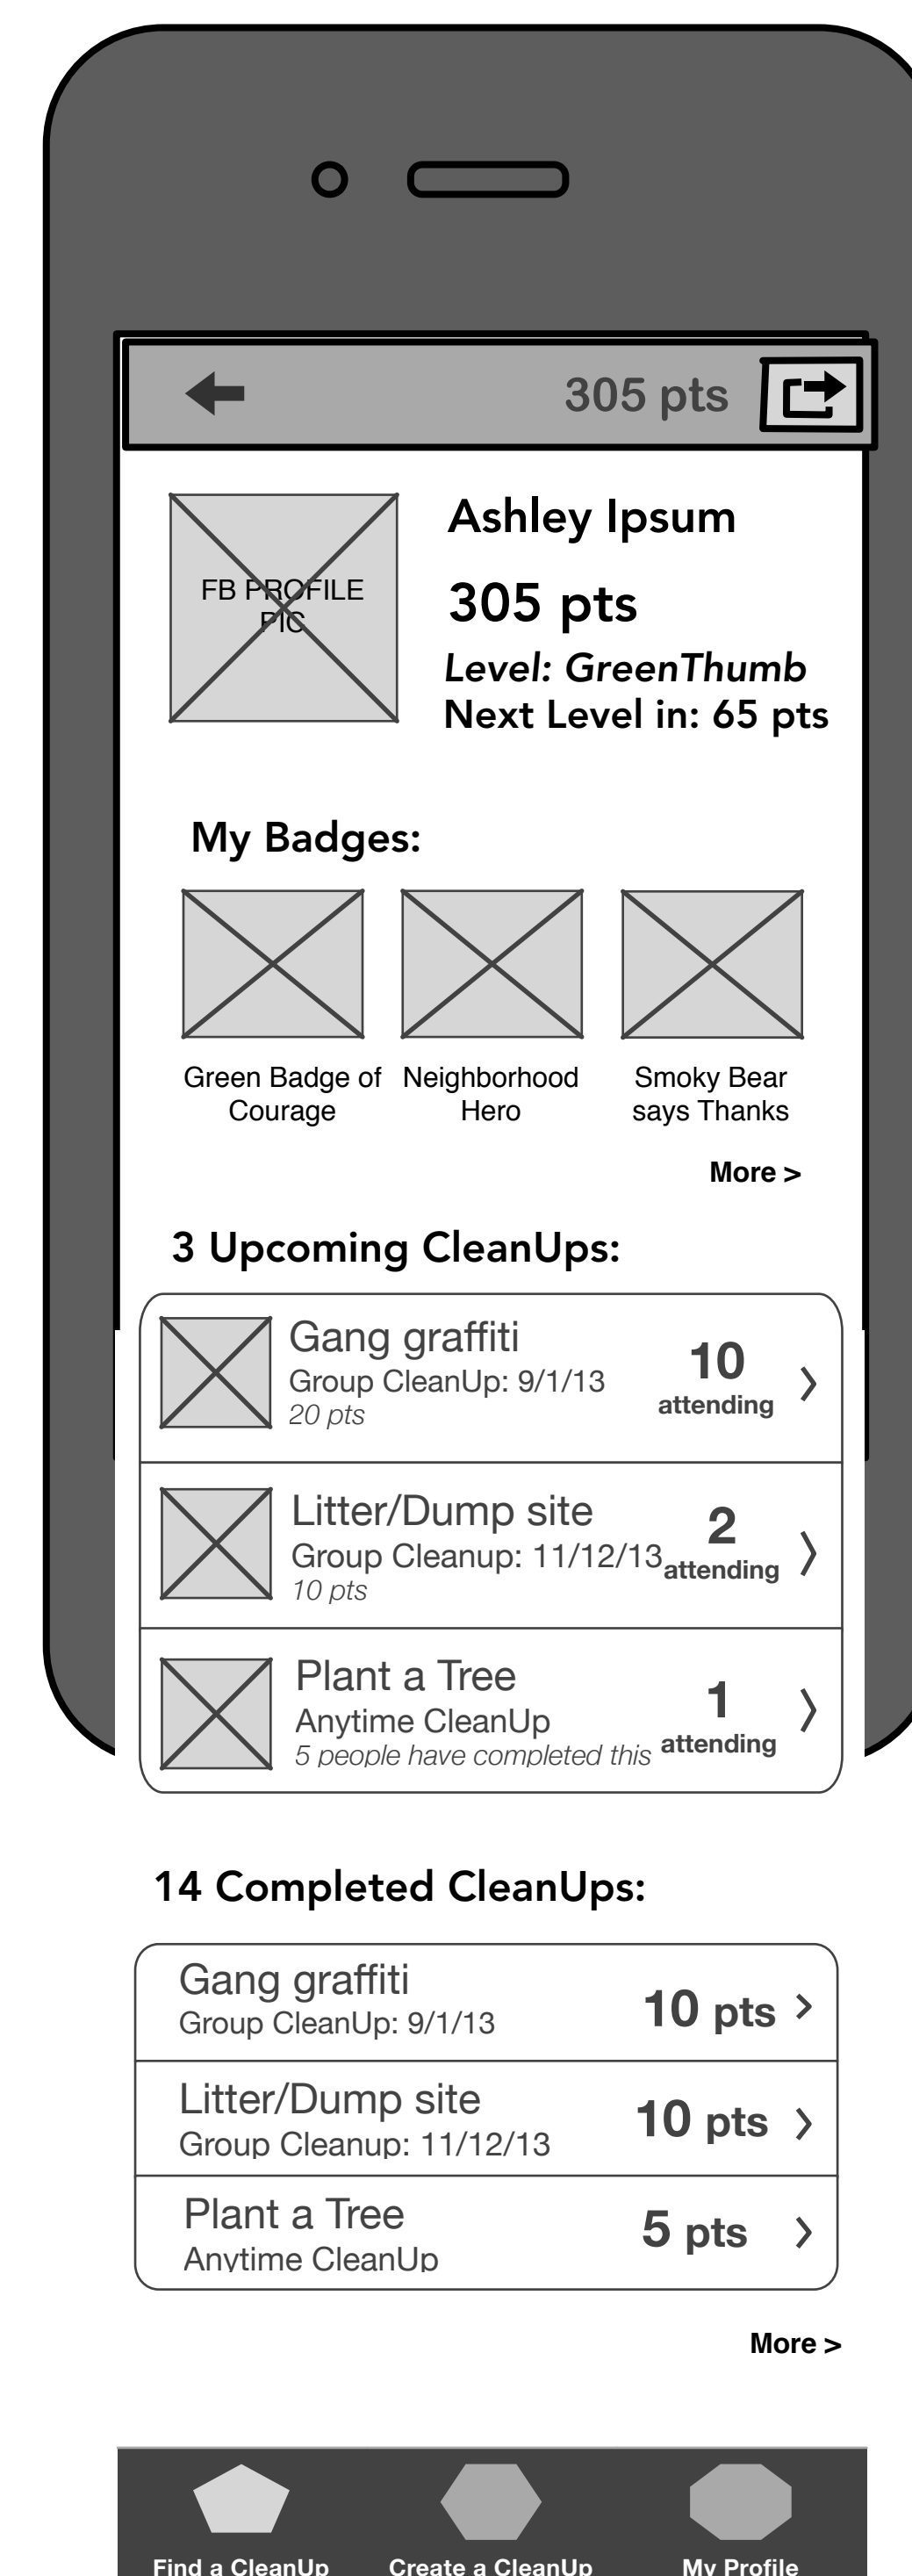 305 pts
FB PROFILE
PIC
Ashley Ipsum
305 pts
Level: GreenThumb
Next Level in: 65 pts
My Badges:
Green Badge of
Courage
Neighborhood
Hero
Smoky Bear
says Thanks
More >
3 Upcoming CleanUps:
Gang graffiti
Group CleanUp: 9/1/13
20 pts
10
attending
Litter/Dump site
Group Cleanup: 11/12/13
10 pts
2
attending
Plant a Tree
Anytime CleanUp
5 people have completed this
1
attending
14 Completed CleanUps:
Gang graffiti
Group CleanUp: 9/1/13
10 pts
Litter/Dump site
Group Cleanup: 11/12/13
10 pts
Plant a Tree
Anytime CleanUp
5 pts
More >
Find a CleanUp
Create a CleanUp
My Profile